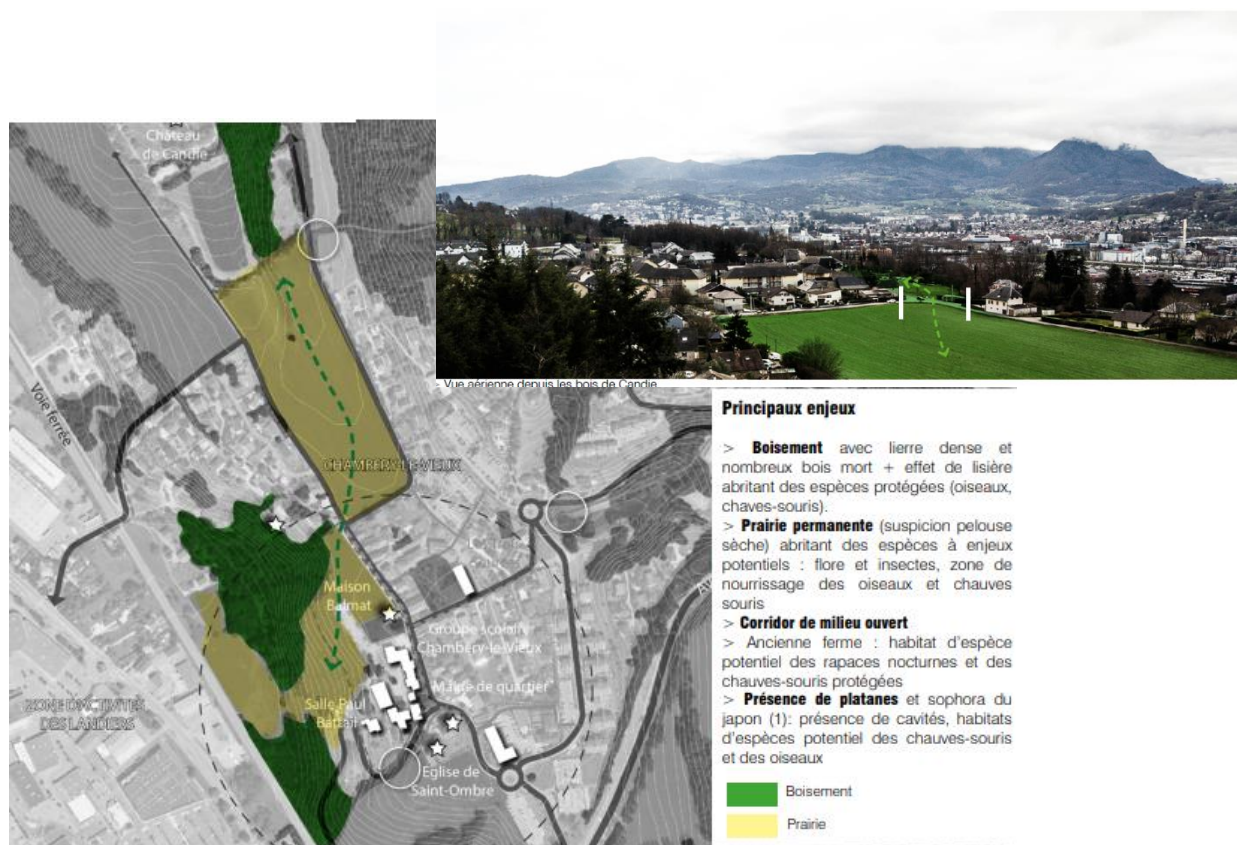 Château
de Candie
Vue aérienne depuis les bois de Candie
Voie ferrée
CHAMBERY-LE-VIEUX
Maison
Balmat
Groupe scolaire
Chambery-le-Vieux
Mairie de quartier
ZONE D'ACTIVITÉS
DES LANDIERS
Salle Paul
Battail
Eglise de
Saint-Ombre
Principaux enjeux
> Boisement avec lierre dense et
nombreux bois mort + effet de lisière
abritant des espèces protégées (oiseaux,
chaves-souris).
> Prairie permanente (suspicion pelouse
sèche) abritant des espèces à enjeux
potentiels : flore et insectes, zone de
nourrissage des oiseaux et chauves
souris
> Corridor de milieu ouvert
> Ancienne ferme : habitat d'espèce
potentiel des rapaces nocturnes et des
chauves-souris protégées
> Présence de platanes et sophora du
japon (1): présence de cavités, habitats
d'espèces potentiel des chauves-souris
et des oiseaux
Boisement
Prairie